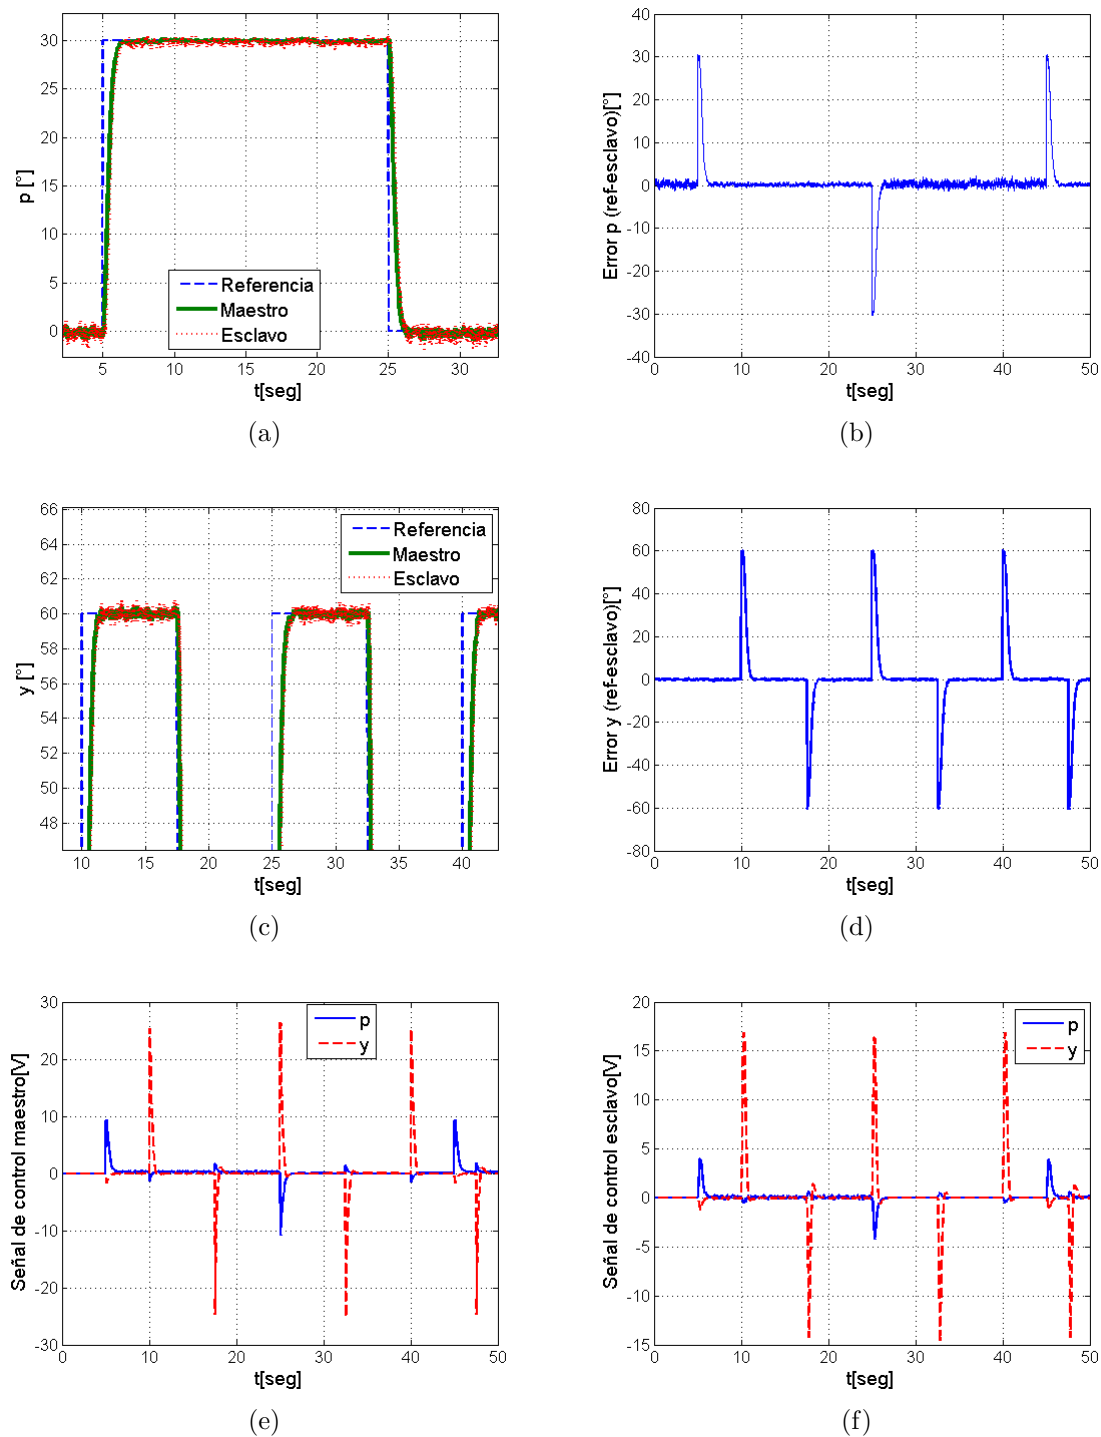 30
25
20
15
10
5
0
p [°]
Referencia
Maestro
Esclavo
5 10 15 20 25 30
t[seg]
(a)
40
30
20
10
0
-10
-20
-30
-40
Error p (ref-esclavo)[°]
0 10 20 30 40 50
t[seg]
(b)
66
64
62
60
58
56
54
52
50
48
y [°]
Referencia
Maestro
Esclavo
10 15 20 25 30 35 40
t[seg]
(c)
80
60
40
20
0
-20
-40
-60
-80
Error y (ref-esclavo)[°]
0 10 20 30 40 50
t[seg]
(d)
30
20
10
0
-10
-20
-30
Señal de control maestro[V]
p
y
0 10 20 30 40 50
t[seg]
(e)
20
15
10
5
0
-5
-10
-15
Señal de control esclavo[V]
p
y
0 10 20 30 40 50
t[seg]
(f)